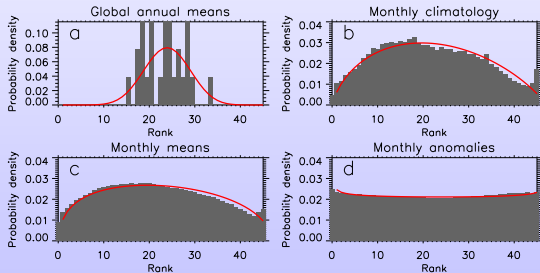 Global annual means
Probability density
0.10
0.08
0.06
0.04
0.02
0.00
a
0 10 20 30 40
Rank
Monthly climatology
Probability density
0.04
0.03
0.02
0.01
0.00
b
0 10 20 30 40
Rank
Monthly means
Probability density
0.04
0.03
0.02
0.01
0.00
c
0 10 20 30 40
Rank
Monthly anomalies
Probability density
0.04
0.03
0.02
0.01
0.00
d
0 10 20 30 40
Rank